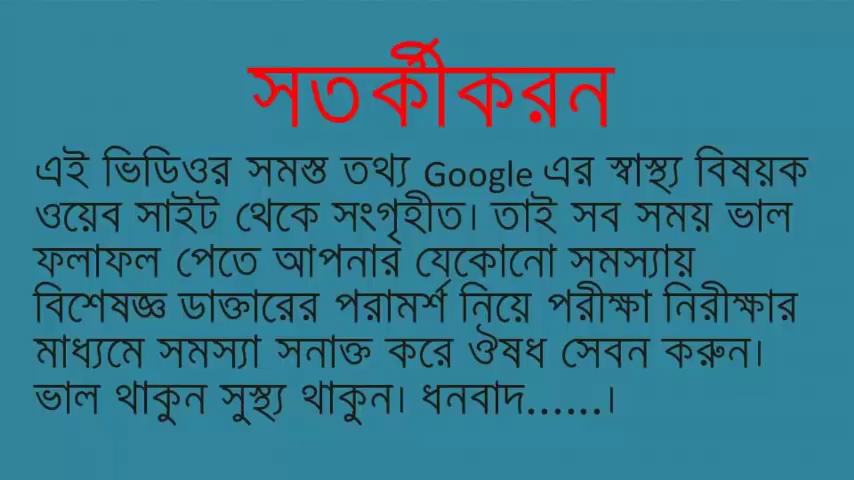 সতর্কীকরন
এই ভিডিওর সমস্ত তথ্য Google এর স্বাস্থ্য বিষয়ক
ওয়েব সাইট থেকে সংগৃহীত। তাই সব সময় ভাল
ফলাফল পেতে আপনার যেকোনো সমস্যায়
বিশেষজ্ঞ ডাক্তারের পরামর্শ নিয়ে পরীক্ষা নিরীক্ষার
মাধ্যমে সমস্যা সনাক্ত করে ঔষধ সেবন করুন।
ভাল থাকুন সুস্থ্য থাকুন। ধনবাদ......।